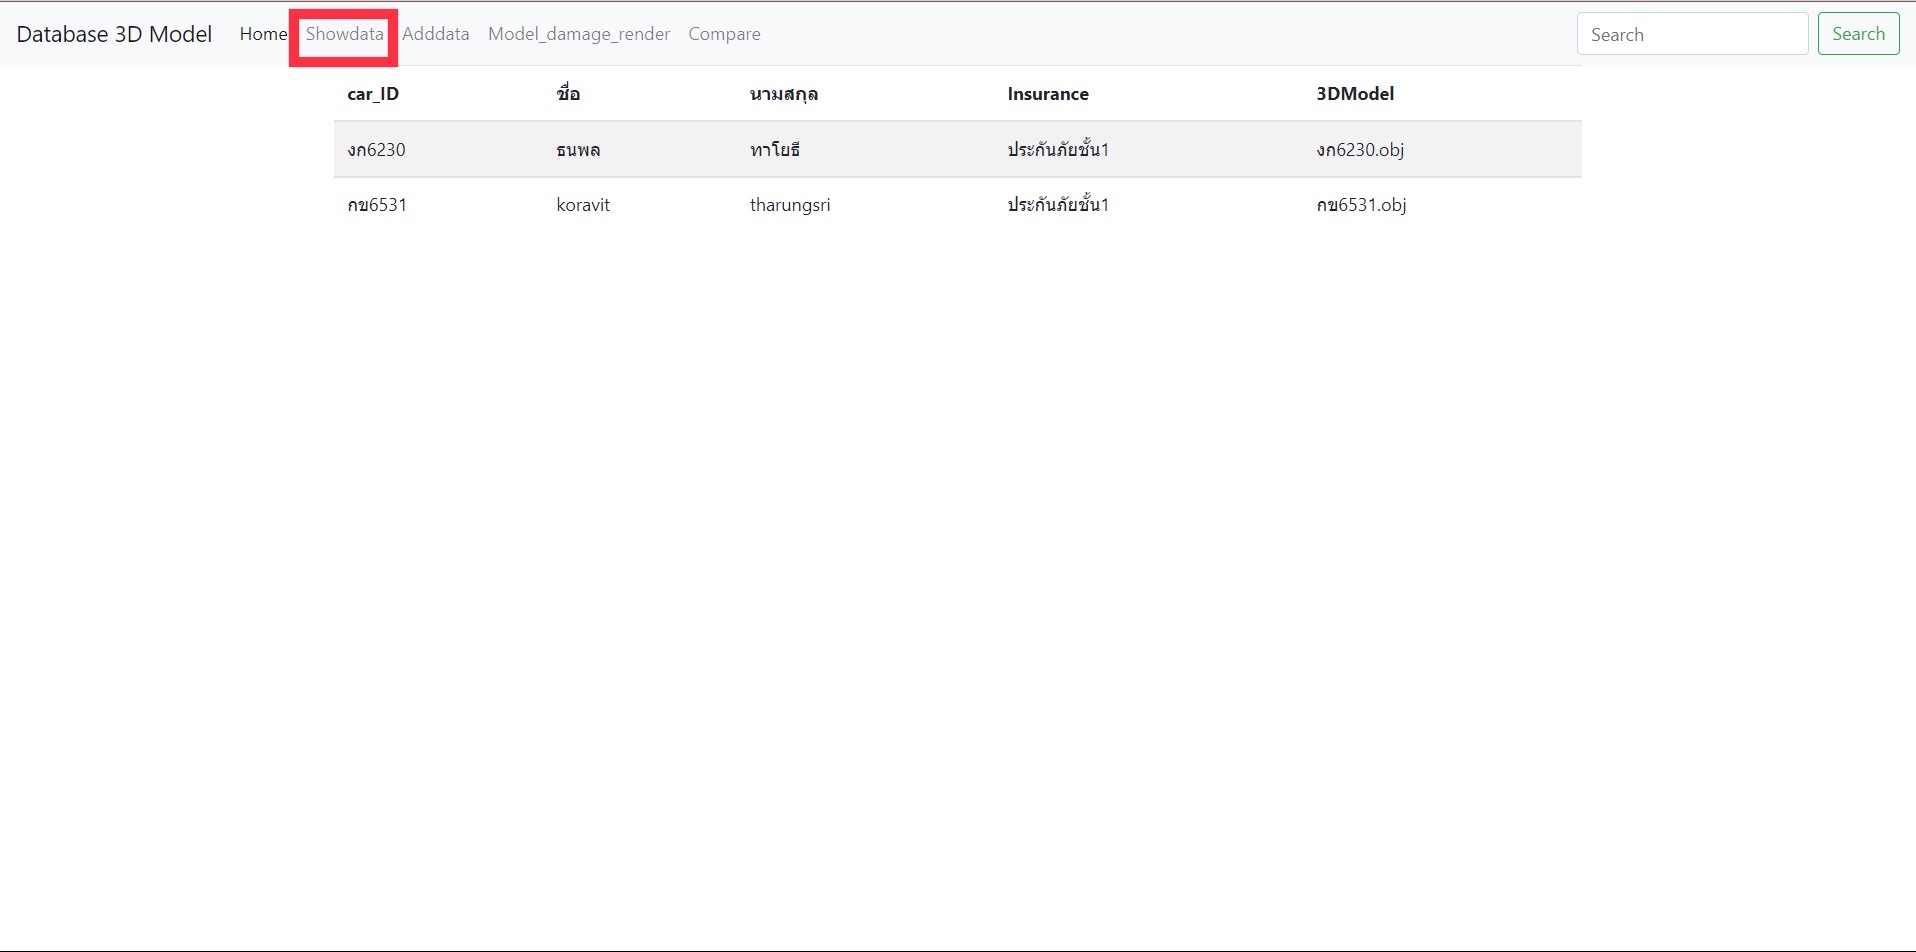 Database 3D Model Home Showdata Adddata Model_damage_render Compare Search Search
car_ID ชื่อ นามสกุล Insurance 3DModel
งก6230 ธนพล ทาโยธี ประกันภัยชั้น1 งก6230.obj
กข6531 koravit tharungsri ประกันภัยชั้น1 กข6531.obj